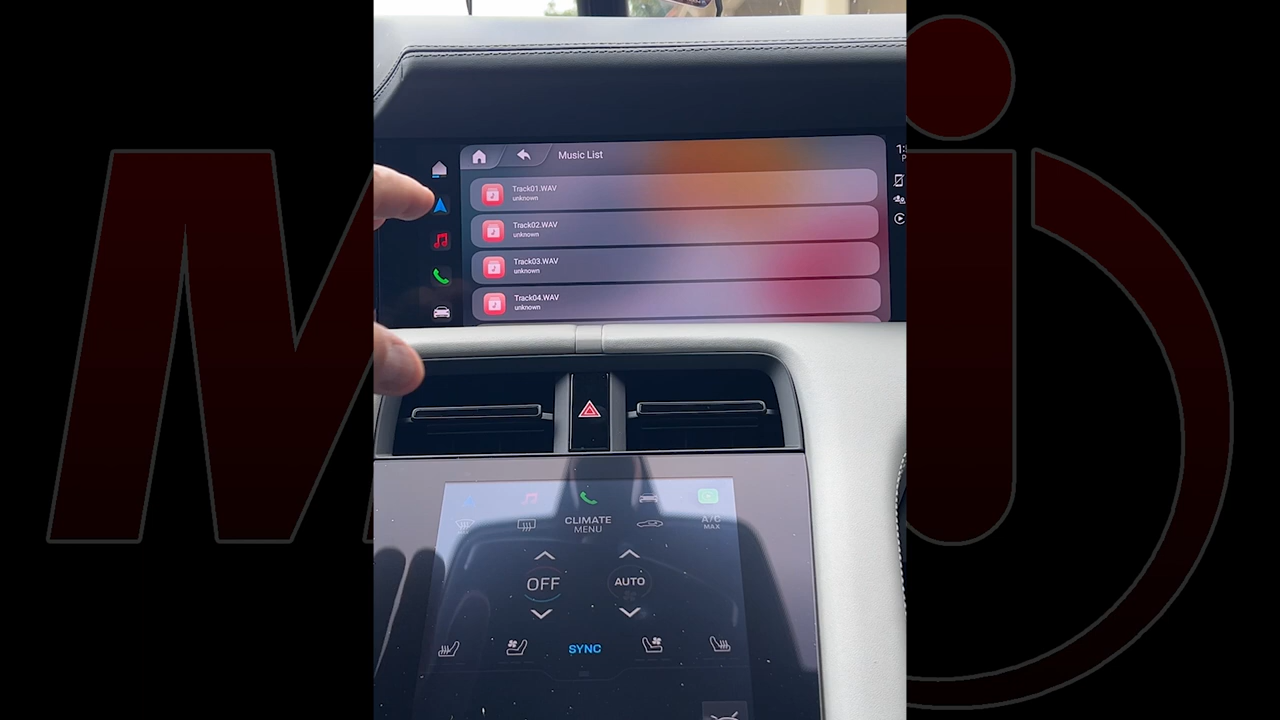 Music List
1:
P
Track01.WAV
unknown
Track02.WAV
unknown
Track03.WAV
unknown
Track04.WAV
unknown
CLIMATE
MENU
A/C
MAX
OFF
AUTO
SYNC